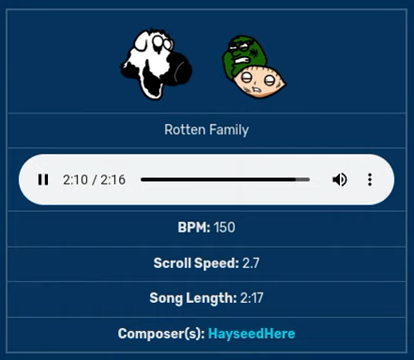 Rotten Family
2:10 / 2:16
BPM: 150
Scroll Speed: 2.7
Song Length: 2:17
Composer(s): HayseedHere